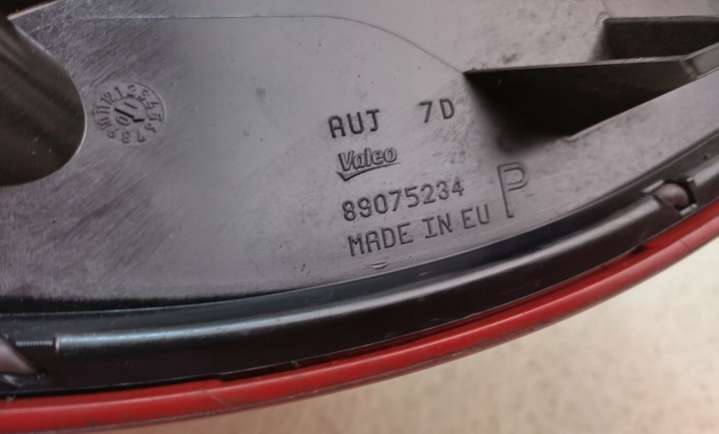 AUJ 7D
Valeo
89075234
P
MADE IN EU